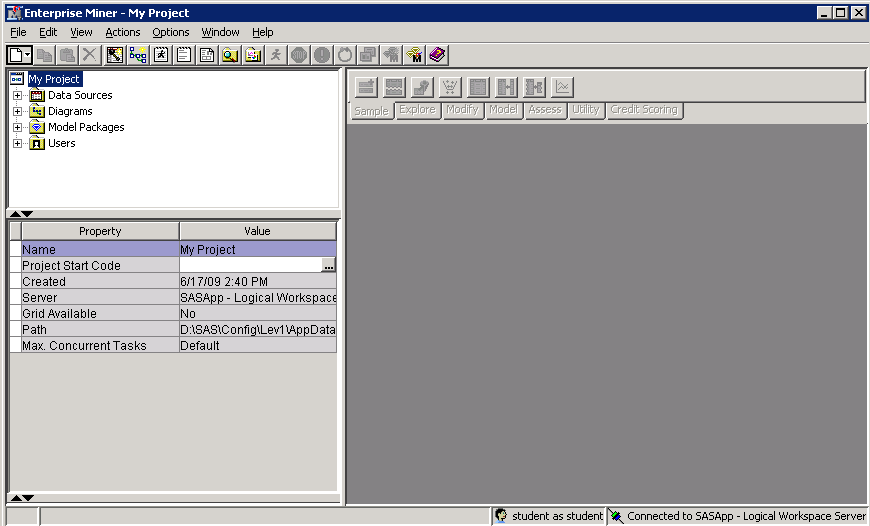 Enterprise Miner - My Project
File Edit View Actions Options Window Help
My Project
Data Sources
Diagrams
Model Packages
Users
Sample Explore Modify Model Assess Utility Credit Scoring
Property Value
Name My Project
Project Start Code ...
Created 6/17/09 2:40 PM
Server SASApp - Logical Workspace
Grid Available No
Path D:\SAS\Config\Lev1\AppData
Max. Concurrent Tasks Default
student as student Connected to SASApp - Logical Workspace Server